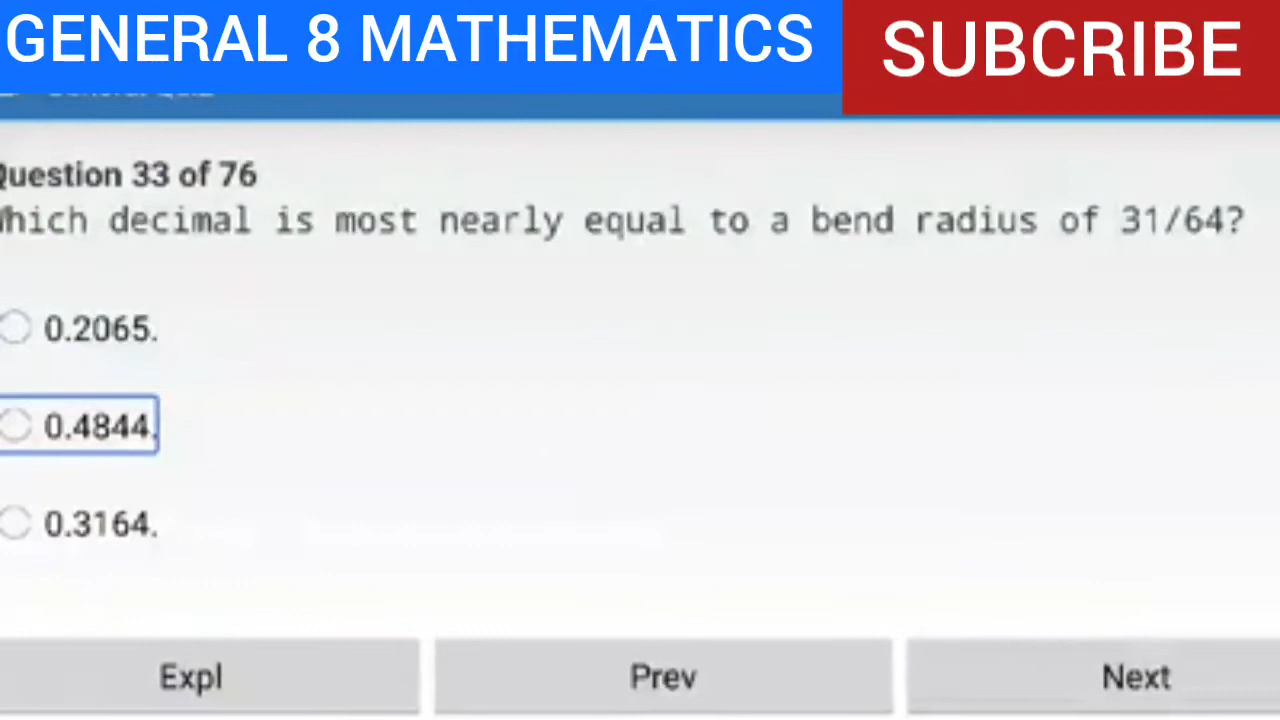 GENERAL 8 MATHEMATICS
SUBCRIBE
Question 33 of 76
Which decimal is most nearly equal to a bend radius of 31/64?
0.2065.
0.4844.
0.3164.
Expl
Prev
Next